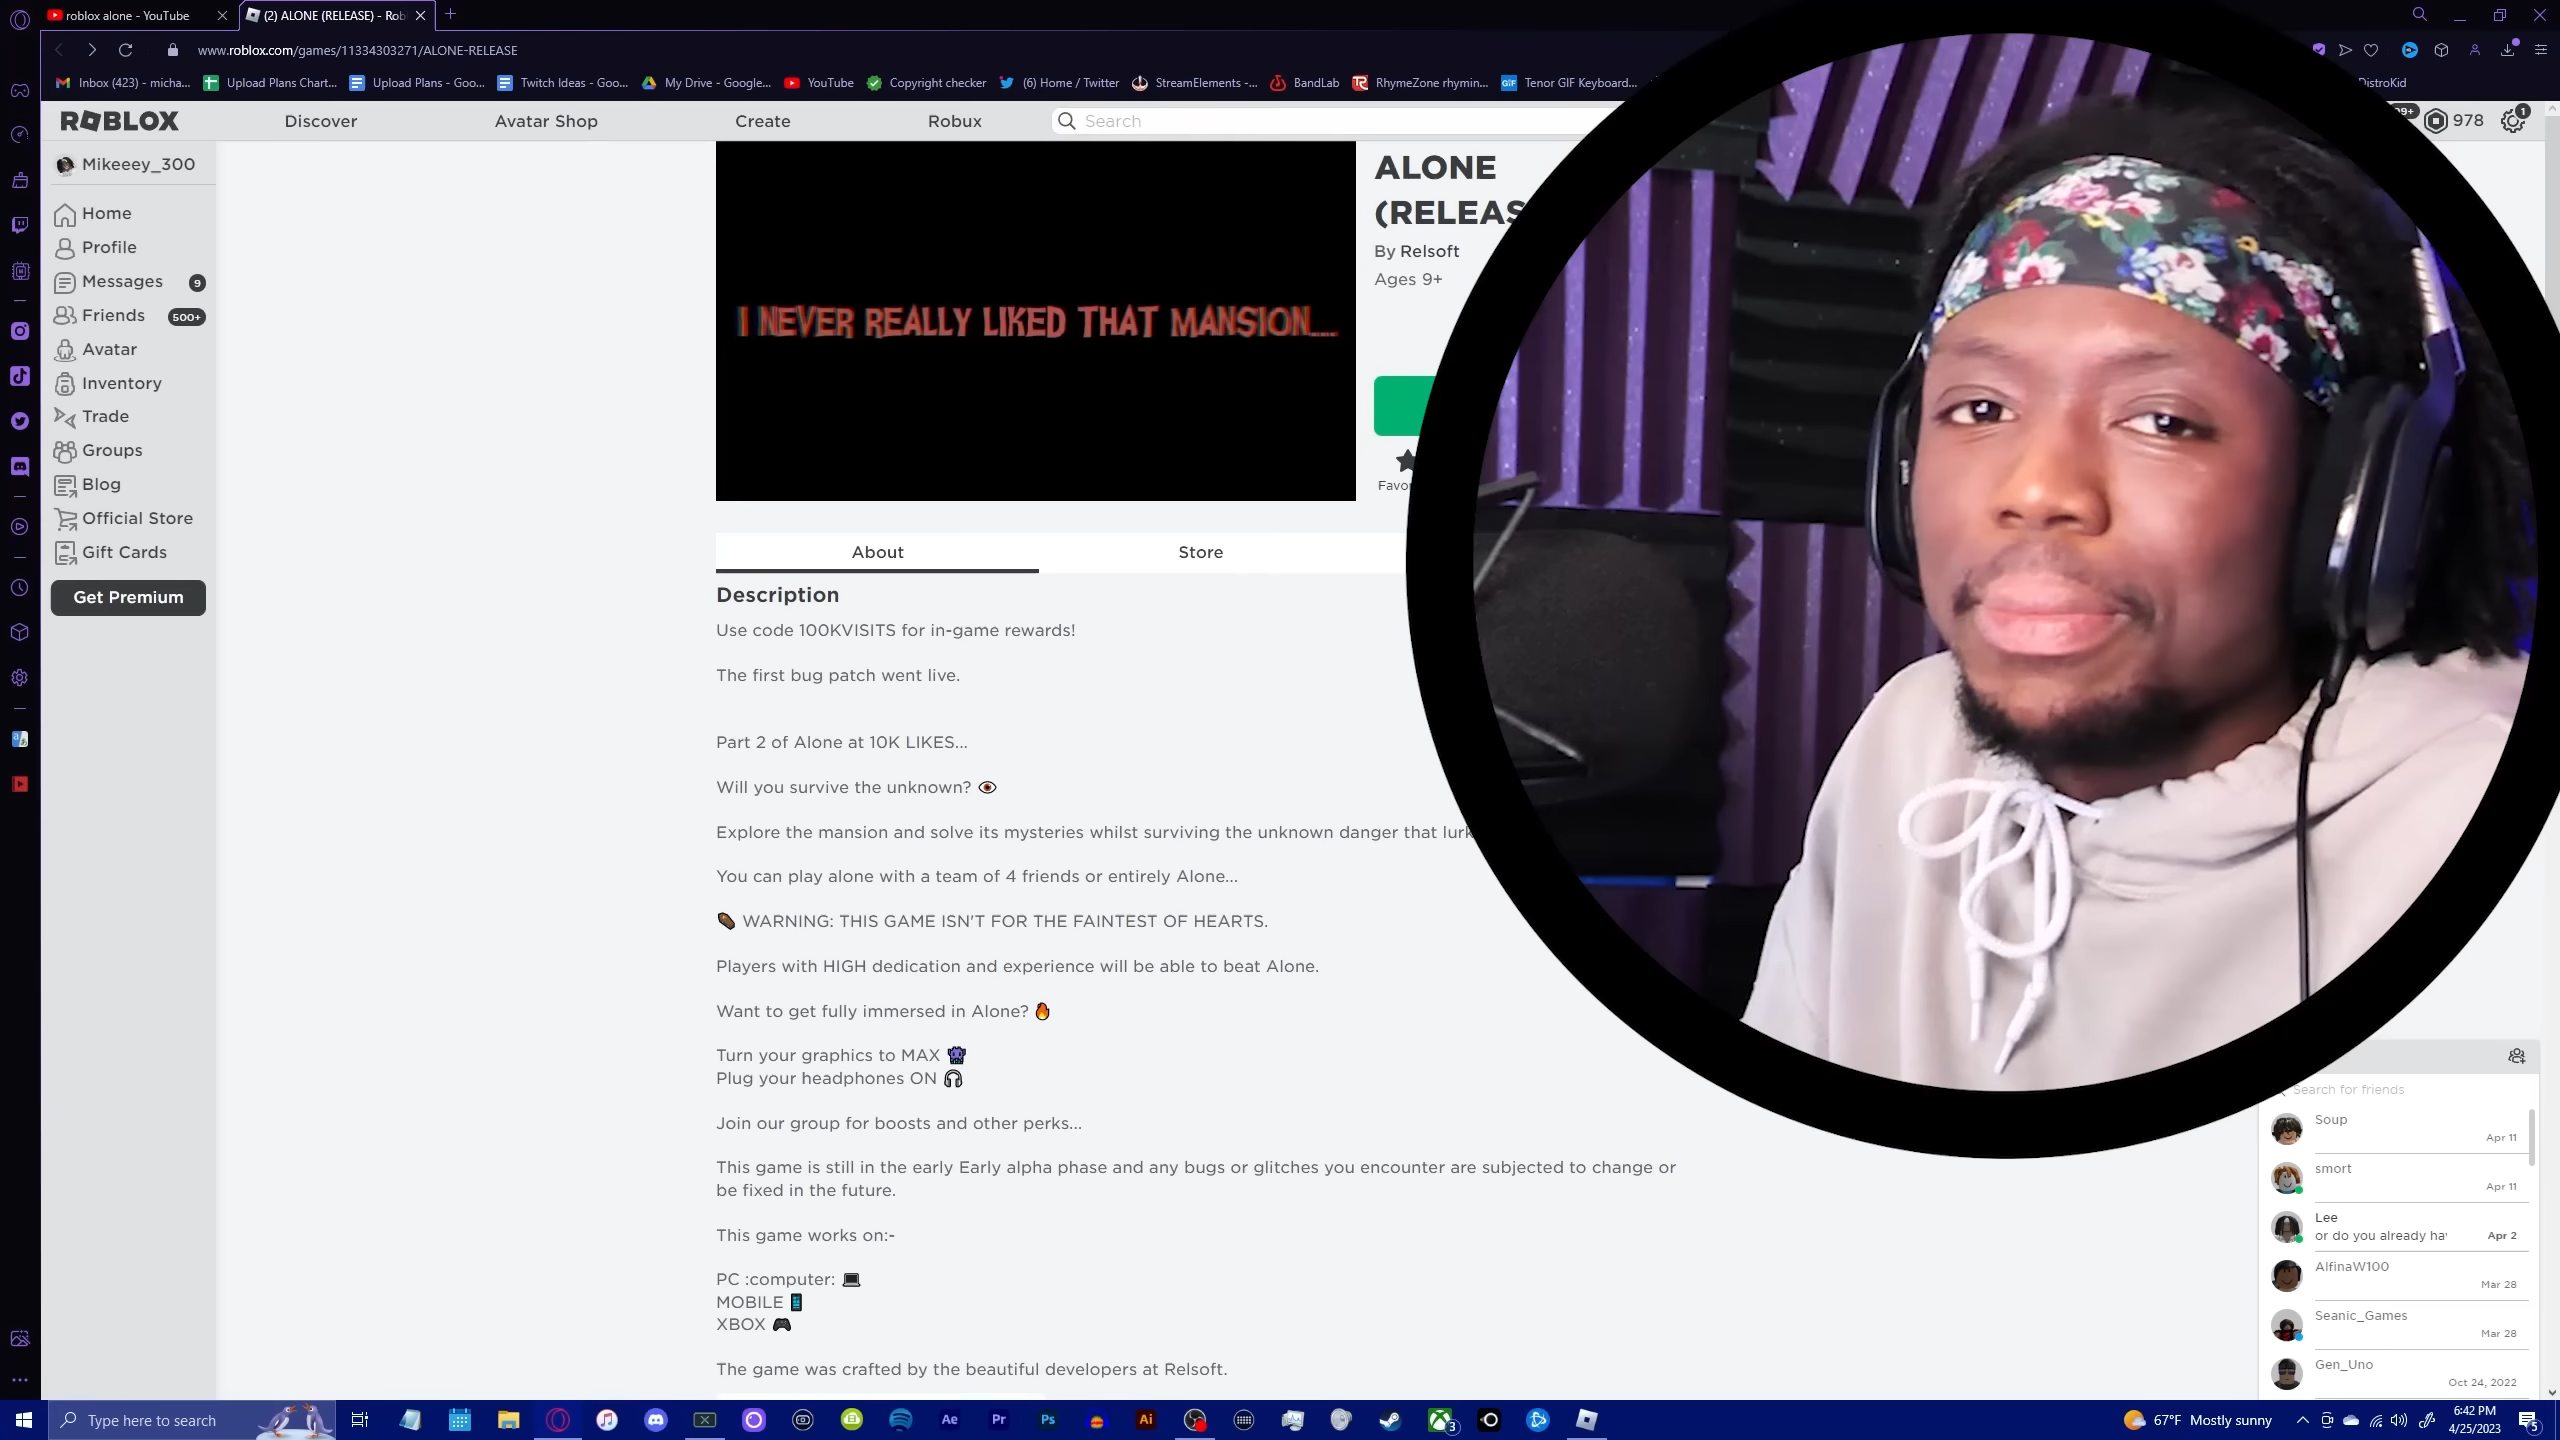 roblox alone - YouTube
(2) ALONE (RELEASE) - Rob
www.roblox.com/games/11334303271/ALONE-RELEASE
Inbox (423) - micha...
Upload Plans Chart...
Upload Plans - Goo...
Twitch Ideas - Goo...
My Drive - Google...
YouTube
Copyright checker
(6) Home / Twitter
StreamElements -...
BandLab
RhymeZone rhymin...
Tenor GIF Keyboard...
DistroKid
ROBLOX
Discover
Avatar Shop
Create
Robux
Search
978
1
Mikeeey_300
Home
Profile
Messages 9
Friends 500+
Avatar
Inventory
Trade
Groups
Blog
Official Store
Gift Cards
Get Premium
I NEVER REALLY LIKED THAT MANSION....
ALONE
(RELEAS
By Relsoft
Ages 9+
Favor
About
Store
Description
Use code 100KVISITS for in-game rewards!
The first bug patch went live.
Part 2 of Alone at 10K LIKES...
Will you survive the unknown? 👁
Explore the mansion and solve its mysteries whilst surviving the unknown danger that lurk
You can play alone with a team of 4 friends or entirely Alone...
⚰ WARNING: THIS GAME ISN'T FOR THE FAINTEST OF HEARTS.
Players with HIGH dedication and experience will be able to beat Alone.
Want to get fully immersed in Alone? 🔥
Turn your graphics to MAX 👾
Plug your headphones ON 🎧
Join our group for boosts and other perks...
This game is still in the early Early alpha phase and any bugs or glitches you encounter are subjected to change or
be fixed in the future.
This game works on:-
PC :computer: 💻
MOBILE 📱
XBOX 🎮
The game was crafted by the beautiful developers at Relsoft.
Search for friends
Soup
Apr 11
smort
Apr 11
Lee
or do you already ha
Apr 2
AlfinaW100
Mar 28
Seanic_Games
Mar 28
Gen_Uno
Oct 24, 2022
Type here to search
Ae
Pr
Ps
Ai
3
67°F Mostly sunny
6:42 PM
4/25/2023
5